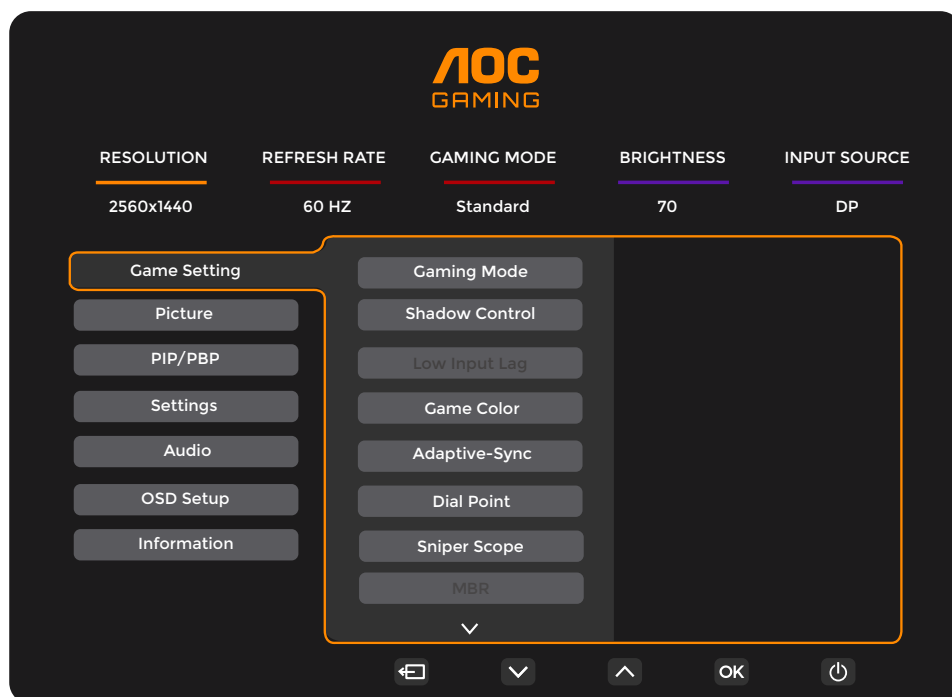 AOC
GAMING
RESOLUTION REFRESH RATE GAMING MODE BRIGHTNESS INPUT SOURCE
2560x1440 60 HZ Standard 70 DP
Game Setting
Picture
PIP/PBP
Settings
Audio
OSD Setup
Information
Gaming Mode
Shadow Control
Low Input Lag
Game Color
Adaptive-Sync
Dial Point
Sniper Scope
MBR
OK